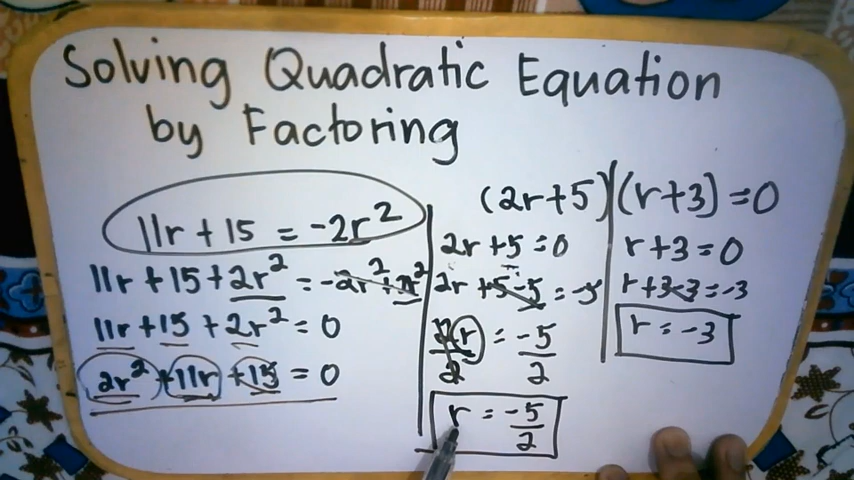 Solving Quadratic Equation
by Factoring
11r + 15 = -2r²
11r + 15 + 2r² = -2r² + 2r²
11r + 15 + 2r² = 0
2r² + 11r + 15 = 0
(2r+5)(r+3) = 0
2r + 5 = 0
2r + 5 - 5 = -5
2r/2 = -5/2
r = -5/2
r + 3 = 0
r + 3 - 3 = -3
r = -3